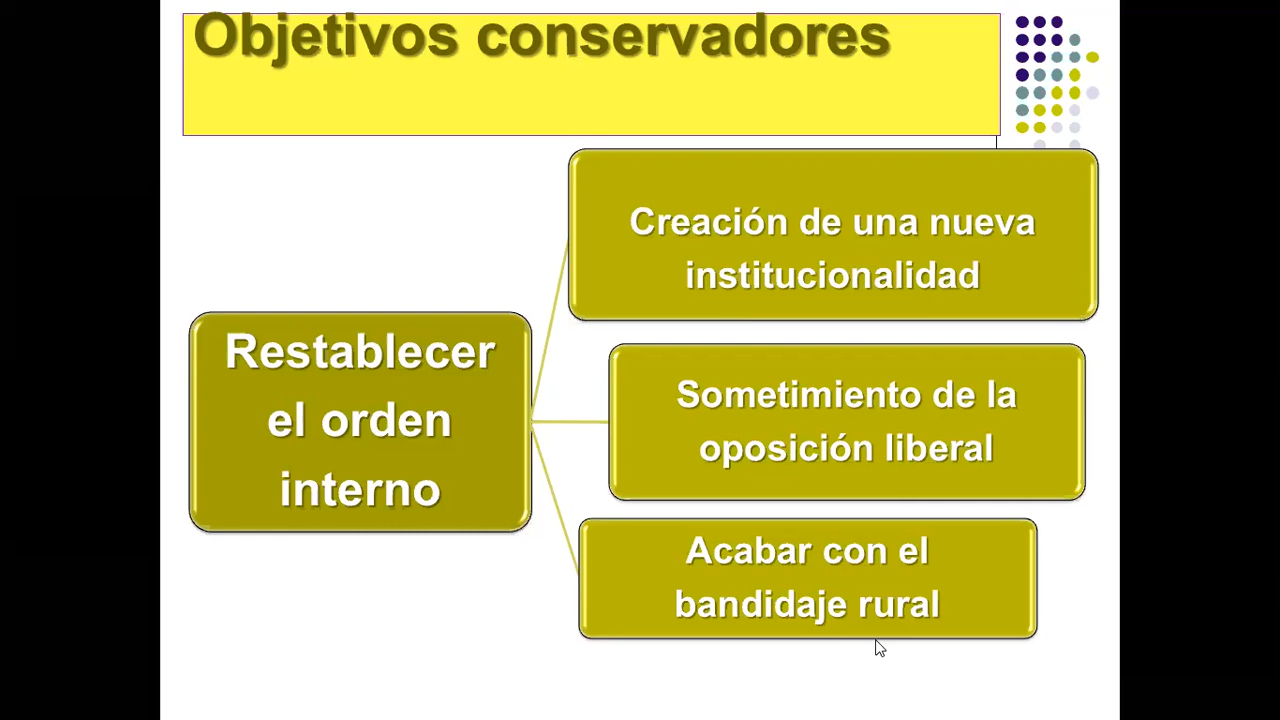 Objetivos conservadores
Restablecer
el orden
interno
Creación de una nueva
institucionalidad
Sometimiento de la
oposición liberal
Acabar con el
bandidaje rural